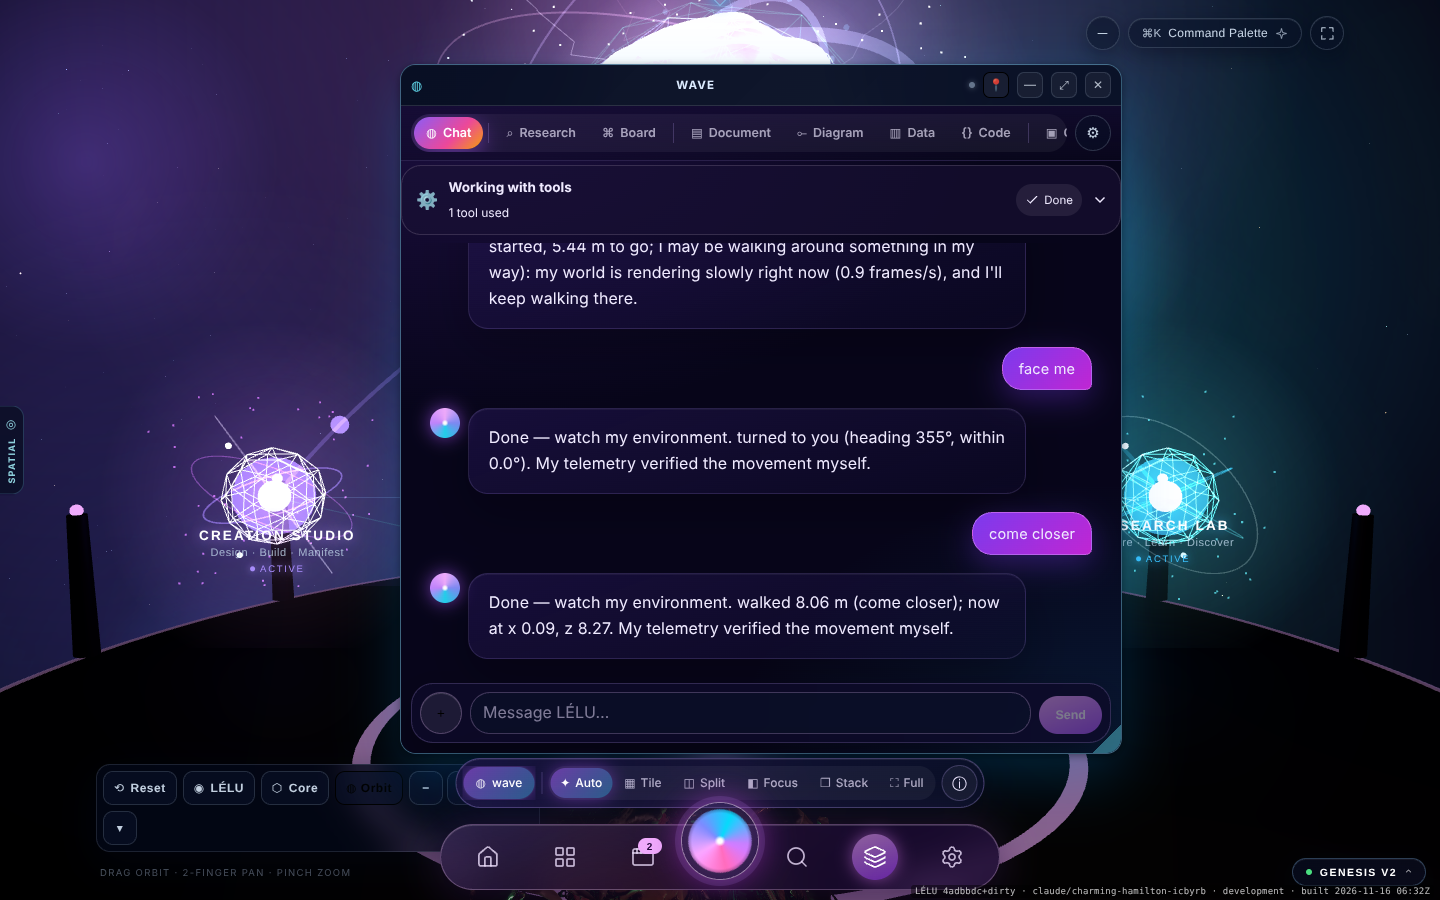 ⌘K Command Palette
WAVE
Chat
Research
Board
Document
Diagram
Data
{} Code
Working with tools
1 tool used
Done
started, 5.44 m to go; I may be walking around something in my
way): my world is rendering slowly right now (0.9 frames/s), and I'll
keep walking there.
face me
Done — watch my environment. turned to you (heading 355°, within
0.0°). My telemetry verified the movement myself.
come closer
Done — watch my environment. walked 8.06 m (come closer); now
at x 0.09, z 8.27. My telemetry verified the movement myself.
Message LÉLU...
Send
SPATIAL
CREATION STUDIO
Design · Build · Manifest
ACTIVE
SEARCH LAB
re · Learn · Discover
ACTIVE
Reset
LÉLU
Core
Orbit
wave
Auto
Tile
Split
Focus
Stack
Full
2
DRAG ORBIT · 2-FINGER PAN · PINCH ZOOM
GENESIS V2
LÉLU 4adbbdc+dirty · claude/charming-hamilton-icbyrb · development · built 2026-11-16 06:32Z